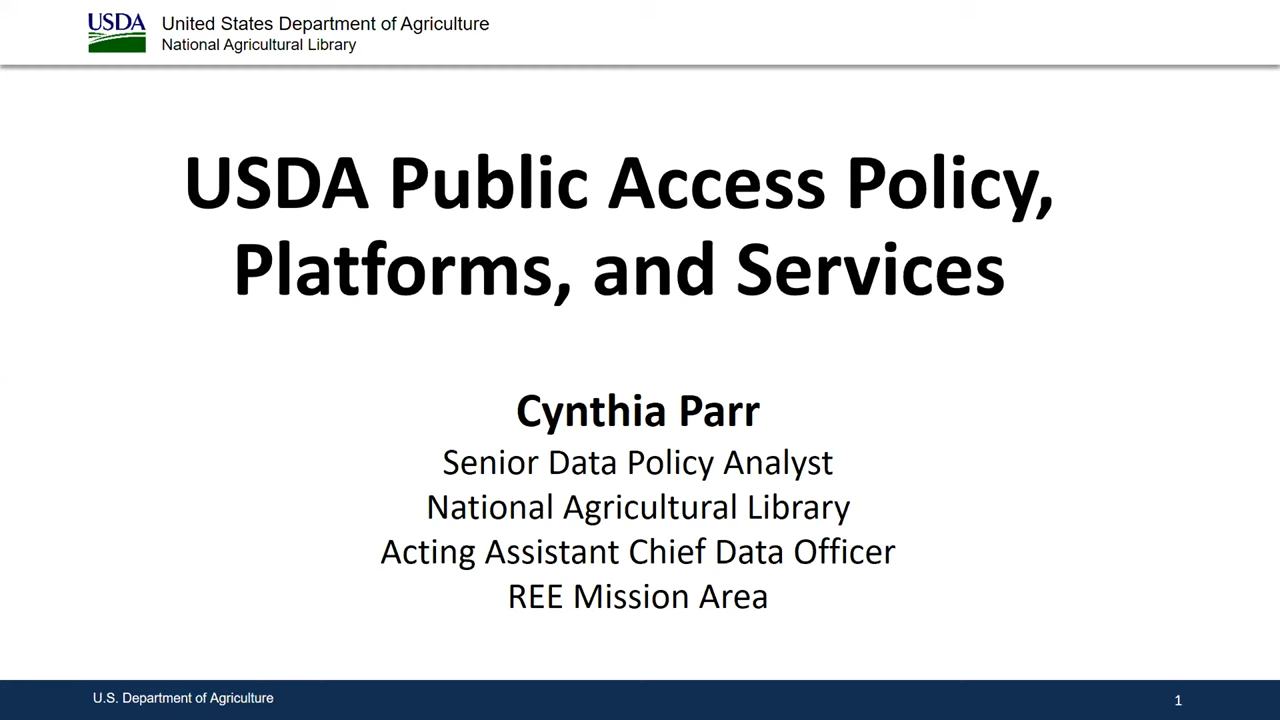 USDA
United States Department of Agriculture
National Agricultural Library
USDA Public Access Policy,
Platforms, and Services
Cynthia Parr
Senior Data Policy Analyst
National Agricultural Library
Acting Assistant Chief Data Officer
REE Mission Area
U.S. Department of Agriculture
1